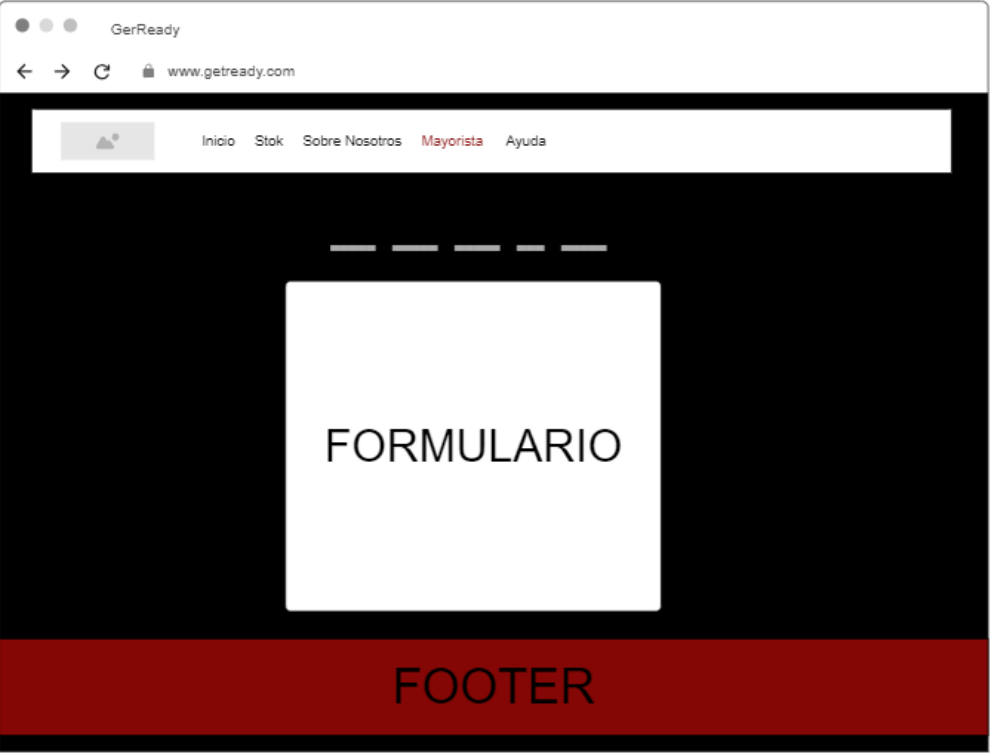 GerReady
www.getready.com
Inicio Stok Sobre Nosotros Mayorista Ayuda
FORMULARIO
FOOTER